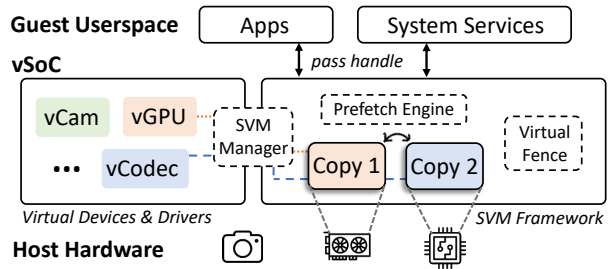 Guest Userspace
Apps
System Services
vSoC
pass handle
vCam
vGPU
SVM
Manager
Prefetch Engine
Virtual
Fence
•••
vCodec
Copy 1
Copy 2
Virtual Devices & Drivers
SVM Framework
Host Hardware